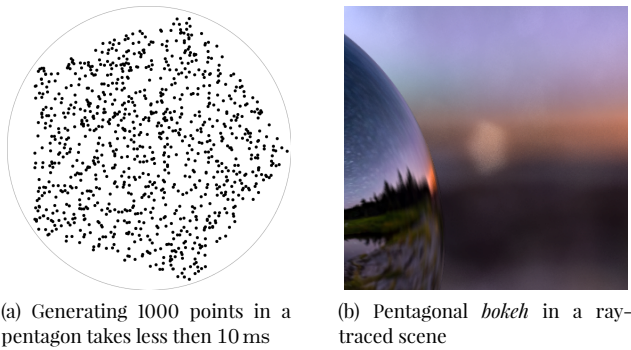 (a) Generating 1000 points in a
pentagon takes less then 10 ms
(b) Pentagonal bokeh in a ray-
traced scene